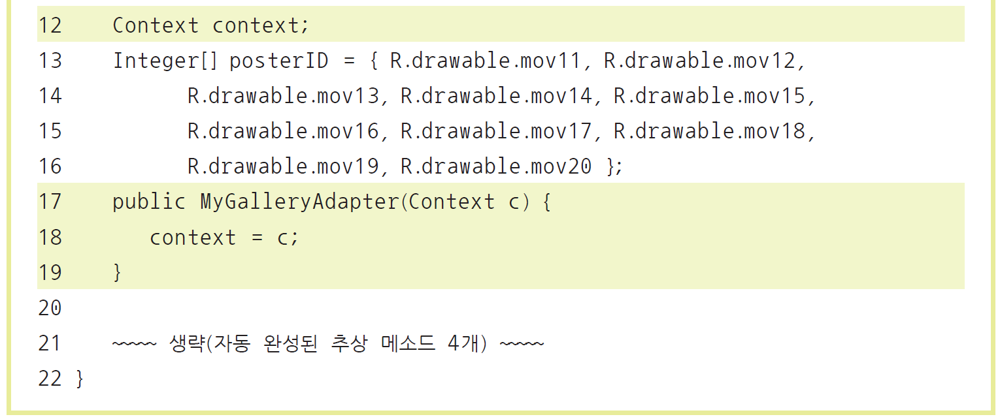 12 Context context;
13 Integer[] posterID = { R.drawable.mov11, R.drawable.mov12,
14 R.drawable.mov13, R.drawable.mov14, R.drawable.mov15,
15 R.drawable.mov16, R.drawable.mov17, R.drawable.mov18,
16 R.drawable.mov19, R.drawable.mov20 };
17 public MyGalleryAdapter(Context c) {
18 context = c;
19 }
20
21 ~~~~~ 생략(자동 완성된 추상 메소드 4개) ~~~~~
22 }